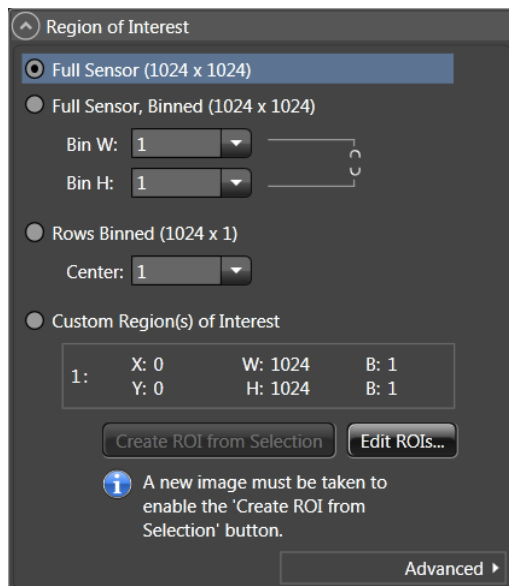 Region of Interest
Full Sensor (1024 x 1024)
Full Sensor, Binned (1024 x 1024)
Bin W: 1
Bin H: 1
Rows Binned (1024 x 1)
Center: 1
Custom Region(s) of Interest
1: X: 0 W: 1024 B: 1
Y: 0 H: 1024 B: 1
Create ROI from Selection Edit ROIs...
A new image must be taken to
enable the 'Create ROI from
Selection' button.
Advanced